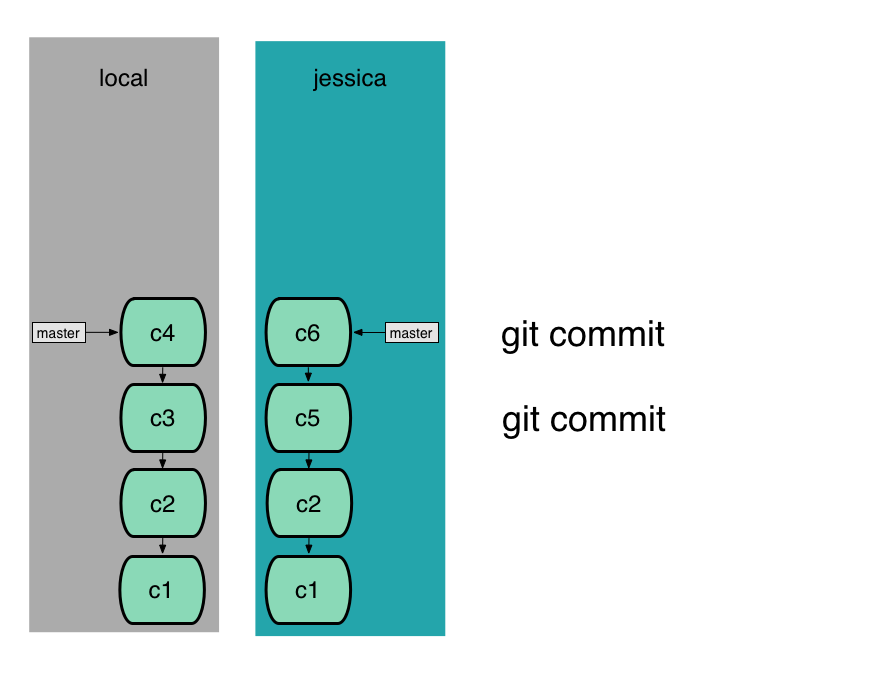 local
jessica
master
c4
c6
master
git commit
c3
c5
git commit
c2
c2
c1
c1